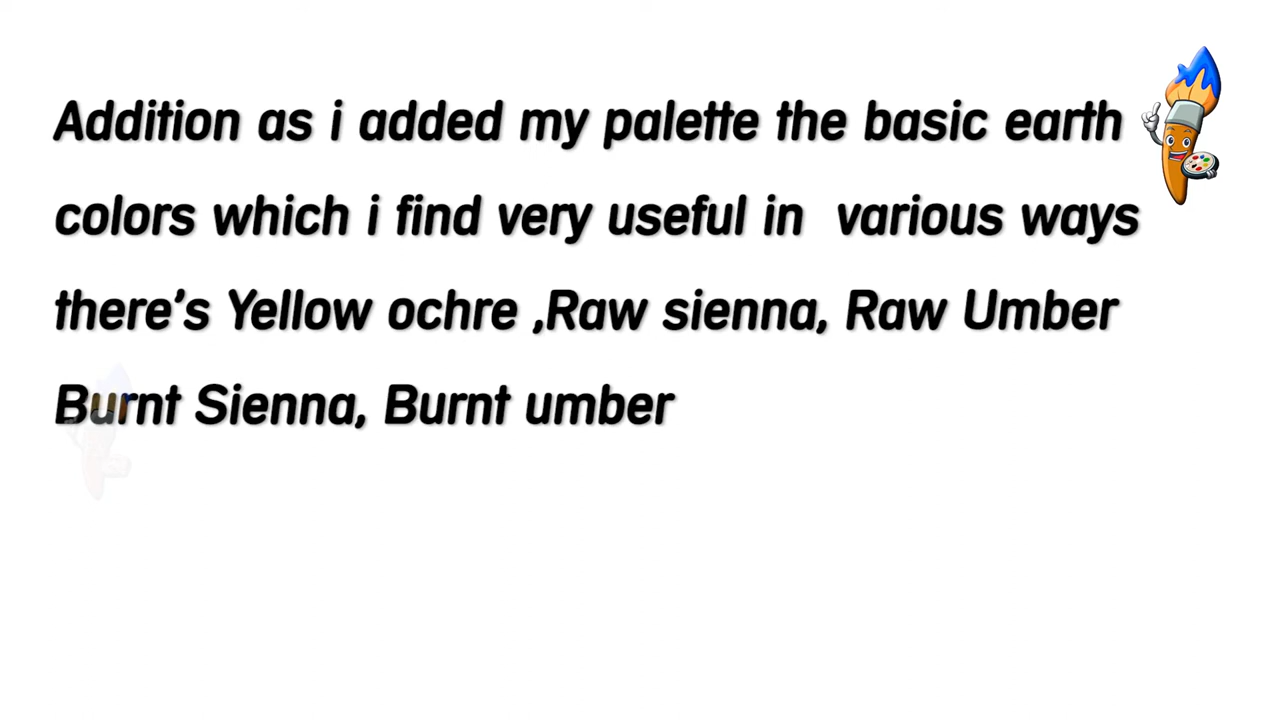 Addition as i added my palette the basic earth
colors which i find very useful in various ways
there's Yellow ochre ,Raw sienna, Raw Umber
Burnt Sienna, Burnt umber